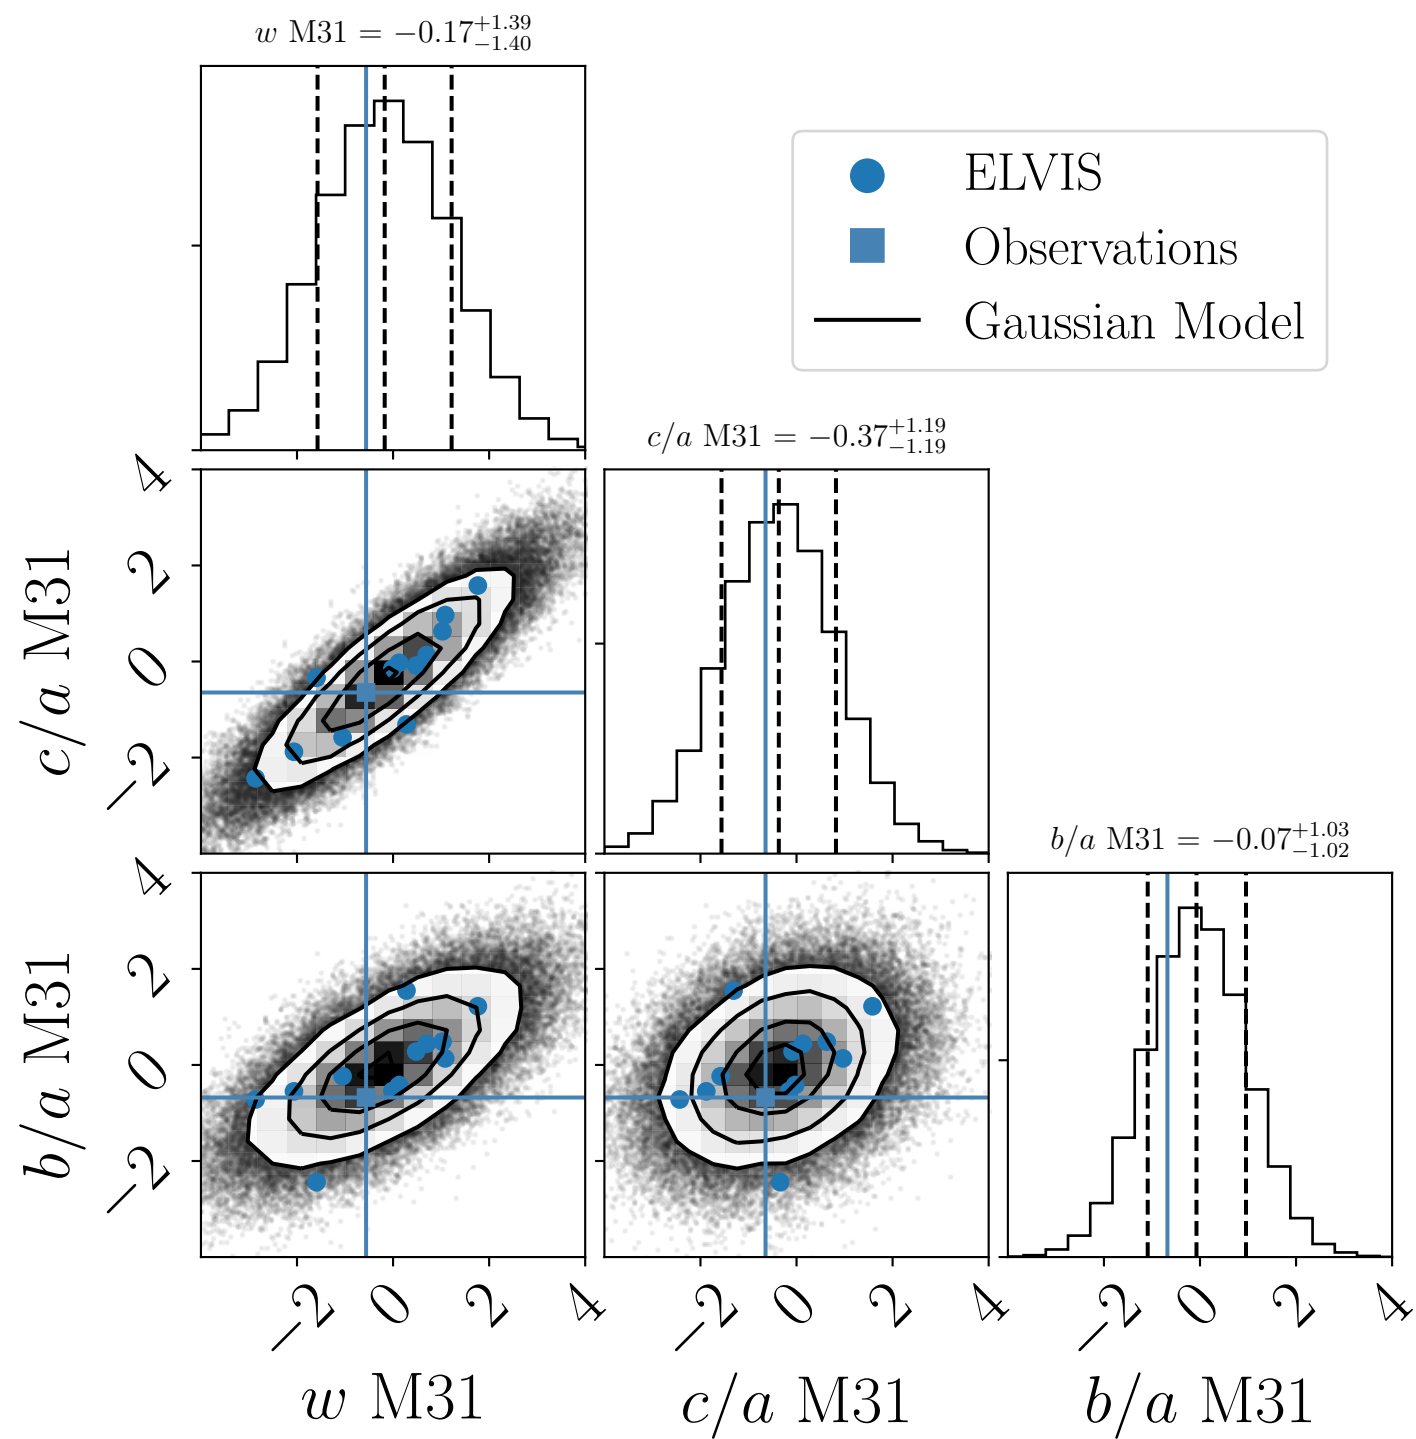 w M31 = −0.17+1.39−1.40
ELVIS
Observations
Gaussian Model
c/a M31 = −0.37+1.19−1.19
4
2
0
−2
c/a M31
b/a M31 = −0.07+1.03−1.02
4
2
0
−2
b/a M31
−2 0 2 4
−2 0 2 4
−2 0 2 4
w M31
c/a M31
b/a M31